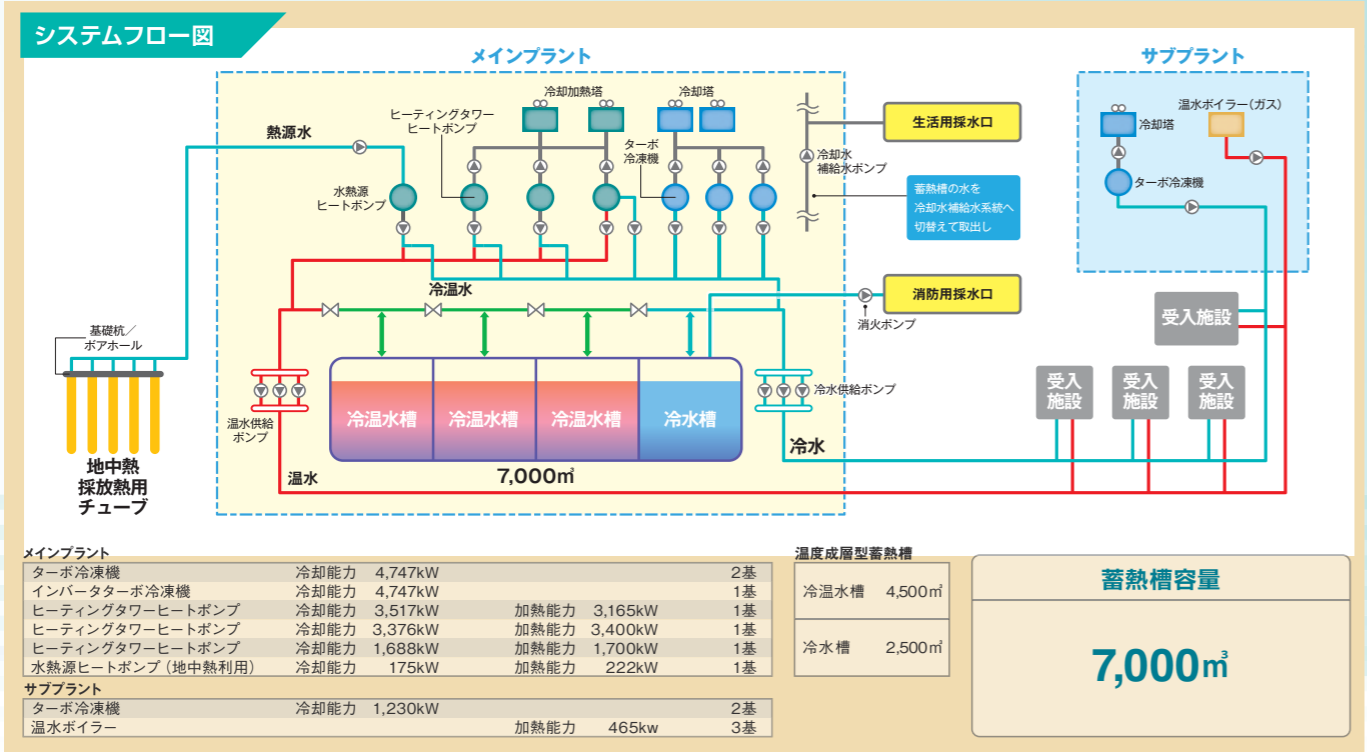 システムフロー図
メインプラント
サブプラント
冷却加熱塔
冷却塔
ヒーティングタワー
ヒートポンプ
ターボ
冷凍機
熱源水
水熱源
ヒートポンプ
生活用採水口
冷却水
補給水ポンプ
蓄熱槽の水を
冷却水補給水系統へ
切替えて取出し
温水ボイラー(ガス)
冷却塔
ターボ冷凍機
冷温水
消防用採水口
消火ポンプ
受入施設
基礎杭/
ボアホール
地中熱
採放熱用
チューブ
温水供給
ポンプ
冷温水槽
冷温水槽
冷温水槽
冷水槽
冷水供給ポンプ
受入
施設
受入
施設
受入
施設
冷水
温水
7,000㎥
メインプラント
ターボ冷凍機 冷却能力 4,747kW 2基
インバータターボ冷凍機 冷却能力 4,747kW 1基
ヒーティングタワーヒートポンプ 冷却能力 3,517kW 加熱能力 3,165kW 1基
ヒーティングタワーヒートポンプ 冷却能力 3,376kW 加熱能力 3,400kW 1基
ヒーティングタワーヒートポンプ 冷却能力 1,688kW 加熱能力 1,700kW 1基
水熱源ヒートポンプ(地中熱利用) 冷却能力 175kW 加熱能力 222kW 1基
サブプラント
ターボ冷凍機 冷却能力 1,230kW 2基
温水ボイラー 加熱能力 465kw 3基
温度成層型蓄熱槽
冷温水槽 4,500㎥
冷水槽 2,500㎥
蓄熱槽容量
7,000㎥